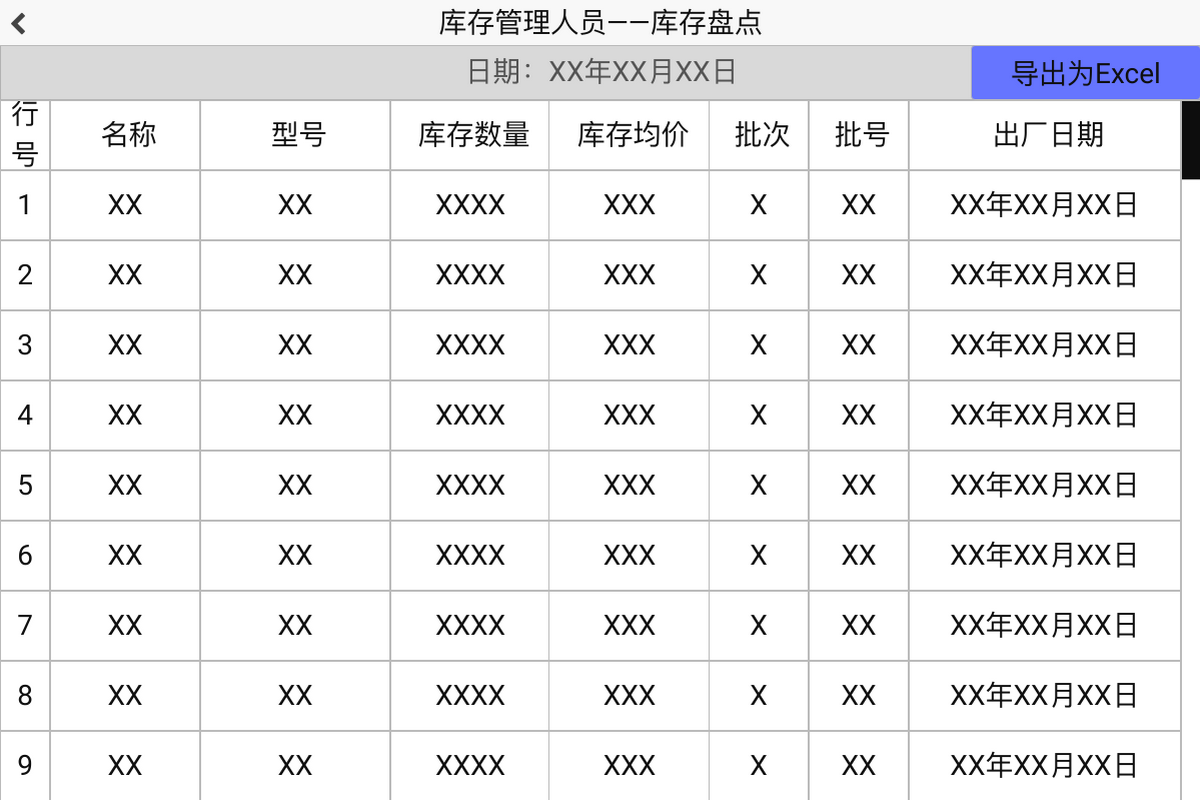 库存管理人员——库存盘点
日期：XX年XX月XX日
导出为Excel
行号 名称 型号 库存数量 库存均价 批次 批号 出厂日期
1 XX XX XXXX XXX X XX XX年XX月XX日
2 XX XX XXXX XXX X XX XX年XX月XX日
3 XX XX XXXX XXX X XX XX年XX月XX日
4 XX XX XXXX XXX X XX XX年XX月XX日
5 XX XX XXXX XXX X XX XX年XX月XX日
6 XX XX XXXX XXX X XX XX年XX月XX日
7 XX XX XXXX XXX X XX XX年XX月XX日
8 XX XX XXXX XXX X XX XX年XX月XX日
9 XX XX XXXX XXX X XX XX年XX月XX日